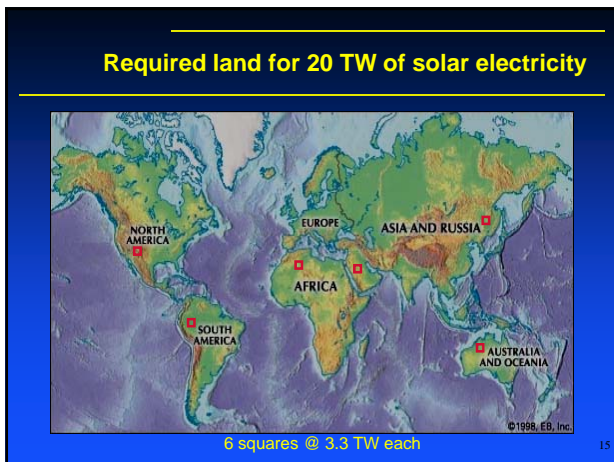 Required land for 20 TW of solar electricity
NORTH
AMERICA
EUROPE
ASIA AND RUSSIA
AFRICA
SOUTH
AMERICA
AUSTRALIA
AND OCEANIA
©1998, EB, Inc.
6 squares @ 3.3 TW each
15